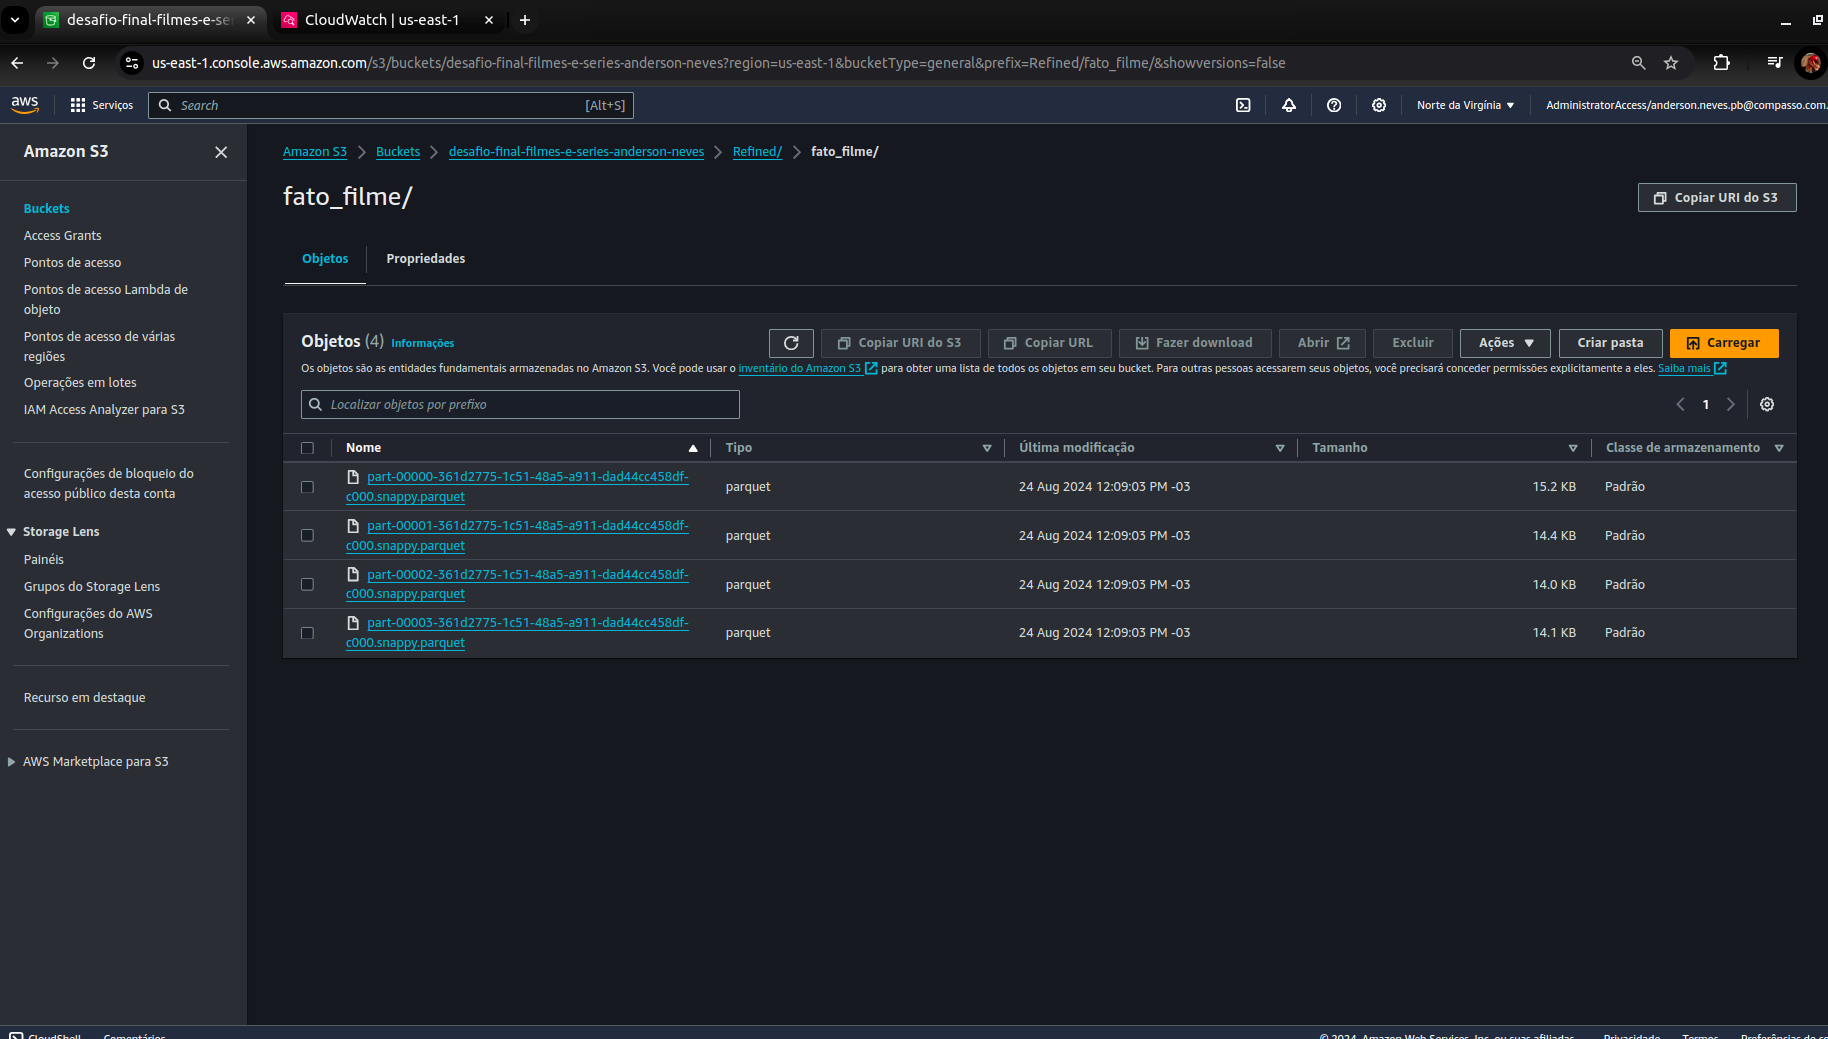 desafio-final-filmes-e-se
CloudWatch | us-east-1
us-east-1.console.aws.amazon.com/s3/buckets/desafio-final-filmes-e-series-anderson-neves?region=us-east-1&bucketType=general&prefix=Refined/fato_filme/&showversions=false
aws
Serviços
Search
[Alt+S]
Norte da Virgínia
AdministratorAccess/anderson.neves.pb@compasso.com.
Amazon S3
Buckets
Access Grants
Pontos de acesso
Pontos de acesso Lambda de
objeto
Pontos de acesso de várias
regiões
Operações em lotes
IAM Access Analyzer para S3
Configurações de bloqueio do
acesso público desta conta
Storage Lens
Painéis
Grupos do Storage Lens
Configurações do AWS
Organizations
Recurso em destaque
AWS Marketplace para S3
Amazon S3 > Buckets > desafio-final-filmes-e-series-anderson-neves > Refined/ > fato_filme/
fato_filme/
Copiar URI do S3
Objetos
Propriedades
Objetos (4) Informações
Copiar URI do S3
Copiar URL
Fazer download
Abrir
Excluir
Ações
Criar pasta
Carregar
Os objetos são as entidades fundamentais armazenadas no Amazon S3. Você pode usar o inventário do Amazon S3 para obter uma lista de todos os objetos em seu bucket. Para outras pessoas acessarem seus objetos, você precisará conceder permissões explicitamente a eles. Saiba mais
Localizar objetos por prefixo
1
Nome Tipo Última modificação Tamanho Classe de armazenamento
part-00000-361d2775-1c51-48a5-a911-dad44cc458df-
c000.snappy.parquet
parquet 24 Aug 2024 12:09:03 PM -03 15.2 KB Padrão
part-00001-361d2775-1c51-48a5-a911-dad44cc458df-
c000.snappy.parquet
parquet 24 Aug 2024 12:09:03 PM -03 14.4 KB Padrão
part-00002-361d2775-1c51-48a5-a911-dad44cc458df-
c000.snappy.parquet
parquet 24 Aug 2024 12:09:03 PM -03 14.0 KB Padrão
part-00003-361d2775-1c51-48a5-a911-dad44cc458df-
c000.snappy.parquet
parquet 24 Aug 2024 12:09:03 PM -03 14.1 KB Padrão
CloudShell Comentários
© 2024, Amazon Web Services, Inc. ou suas afiliadas. Privacidade Termos Preferências de